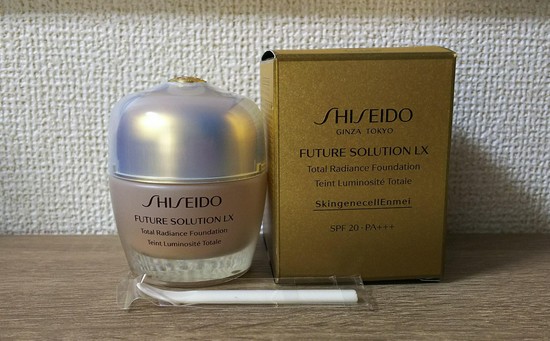 SHISEIDO
FUTURE SOLUTION LX
Total Radiance Foundation
Teint Luminosité Totale
SHISEIDO
GINZA TOKYO
FUTURE SOLUTION LX
Total Radiance Foundation
Teint Luminosité Totale
SkingenecellEnmei
SPF 20 · PA+++